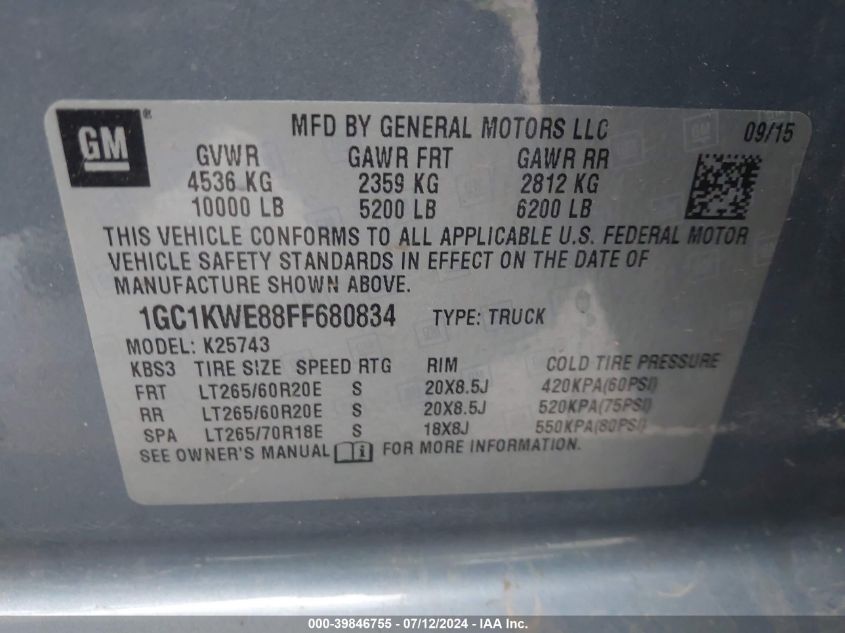 GM®
MFD BY GENERAL MOTORS LLC 09/15
GVWR GAWR FRT GAWR RR
4536 KG 2359 KG 2812 KG
10000 LB 5200 LB 6200 LB
THIS VEHICLE CONFORMS TO ALL APPLICABLE U.S. FEDERAL MOTOR
VEHICLE SAFETY STANDARDS IN EFFECT ON THE DATE OF
MANUFACTURE SHOWN ABOVE.
1GC1KWE88FF680834 TYPE: TRUCK
MODEL: K25743
KBS3 TIRE SIZE SPEED RTG RIM COLD TIRE PRESSURE
FRT LT265/60R20E S 20X8.5J 420KPA(60PSI)
RR LT265/60R20E S 20X8.5J 520KPA(75PSI)
SPA LT265/70R18E S 18X8J 550KPA(80PSI)
SEE OWNER'S MANUAL FOR MORE INFORMATION.
000-39846755 - 07/12/2024 - IAA Inc.